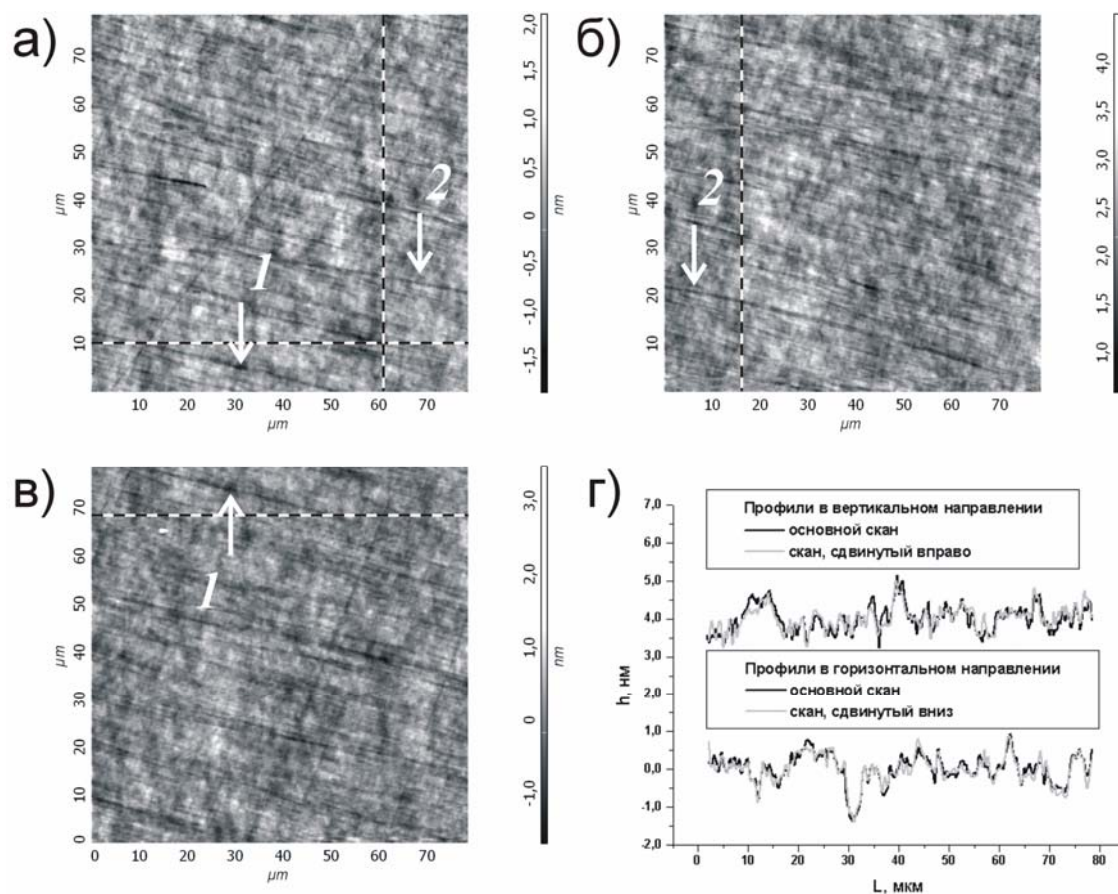 а)
80
70
60
50
40
30
20
10
µm
10 20 30 40 50 60 70
µm
1
2
2,0
1,5
1,0
0,5
0
-0,5
-1,0
-1,5
nm
б)
70
60
50
40
30
20
10
µm
10 20 30 40 50 60 70
µm
2
4,0
3,5
3,0
2,5
2,0
1,5
1,0
в)
70
60
50
40
30
20
10
0
µm
0 10 20 30 40 50 60 70
µm
1
3,0
2,0
1,0
0
-1,0
nm
г)
7,0
6,0
5,0
4,0
3,0
2,0
1,0
0,0
-1,0
-2,0
h, нм
Профили в вертикальном направлении
основной скан
скан, сдвинутый вправо
Профили в горизонтальном направлении
основной скан
скан, сдвинутый вниз
0 10 20 30 40 50 60 70 80
L, мкм